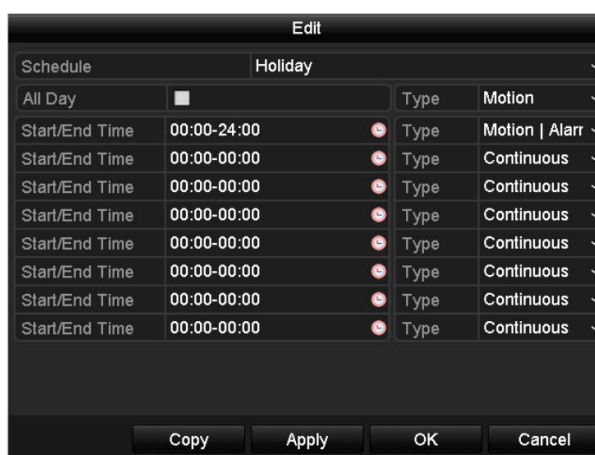 Edit
Schedule Holiday
All Day Type Motion
Start/End Time 00:00-24:00 Type Motion | Alarr
Start/End Time 00:00-00:00 Type Continuous
Start/End Time 00:00-00:00 Type Continuous
Start/End Time 00:00-00:00 Type Continuous
Start/End Time 00:00-00:00 Type Continuous
Start/End Time 00:00-00:00 Type Continuous
Start/End Time 00:00-00:00 Type Continuous
Start/End Time 00:00-00:00 Type Continuous
Copy Apply OK Cancel